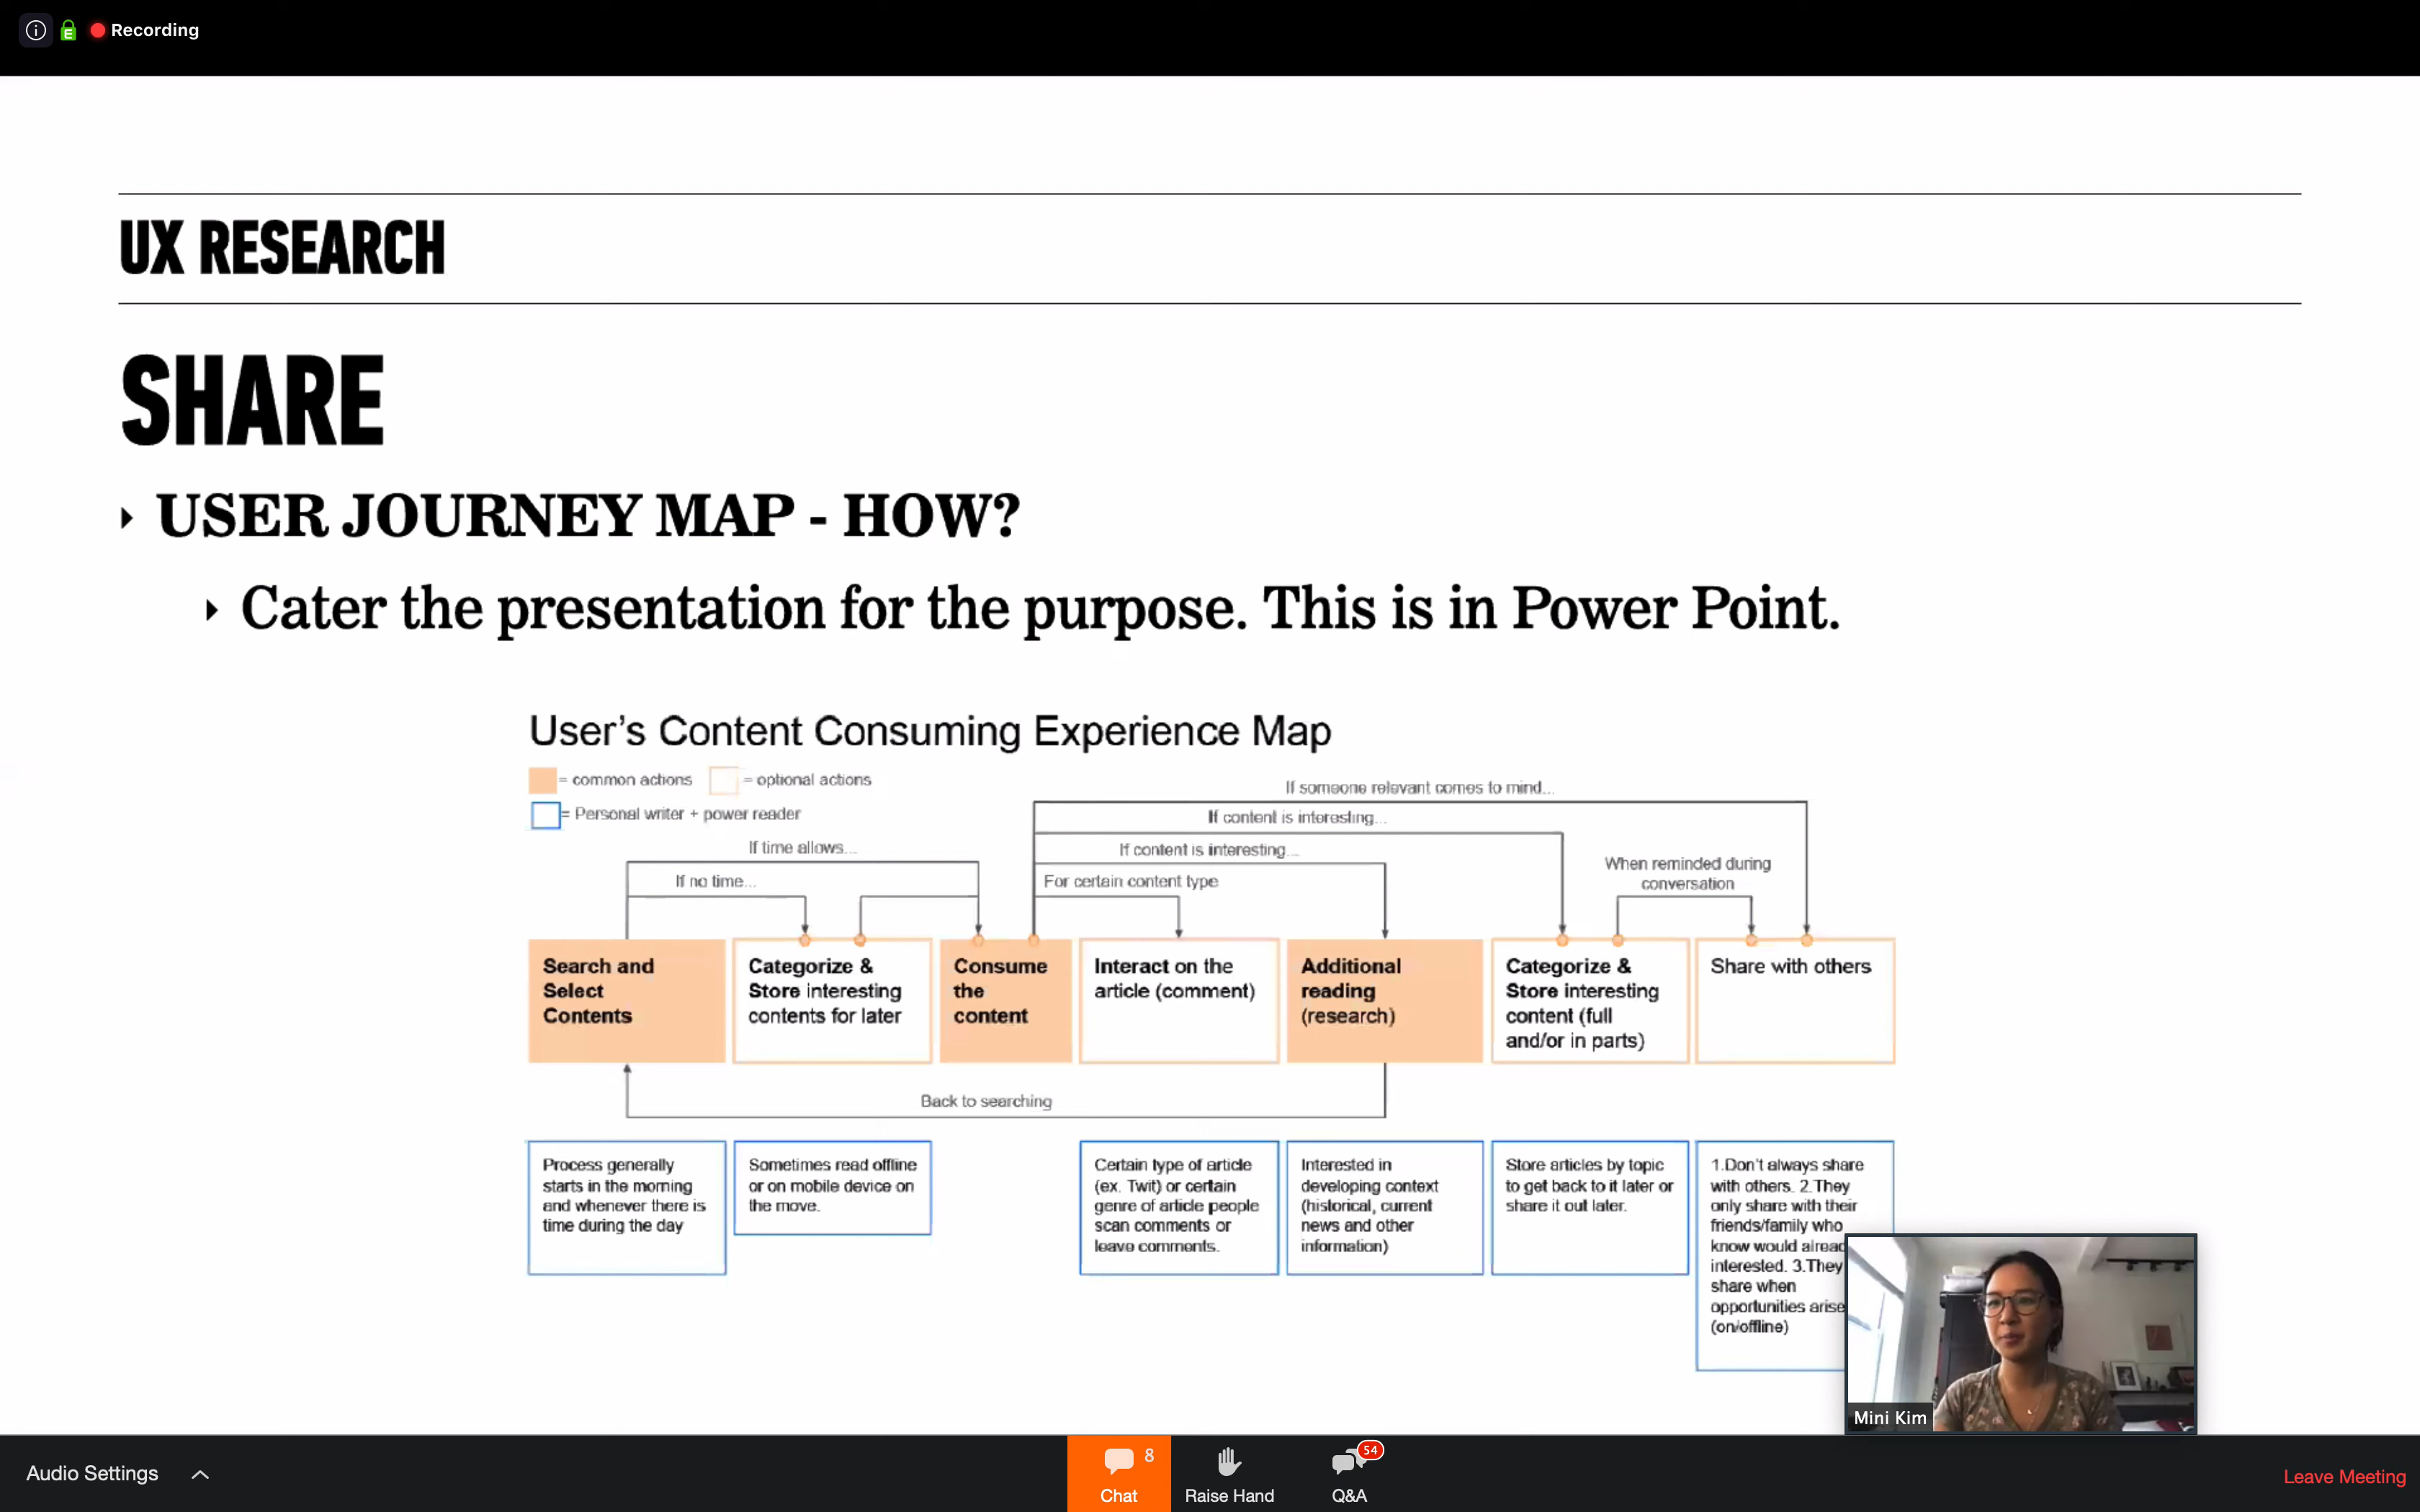 Recording
UX RESEARCH
SHARE
USER JOURNEY MAP - HOW?
Cater the presentation for the purpose. This is in Power Point.
User's Content Consuming Experience Map
= common actions
= optional actions
= Personal writer + power reader
If someone relevant comes to mind...
If content is interesting...
If content is interesting...
For certain content type
If time allows...
If no time...
When reminded during
conversation
Search and
Select
Contents
Categorize &
Store interesting
contents for later
Consume
the
content
Interact on the
article (comment)
Additional
reading
(research)
Categorize &
Store interesting
content (full
and/or in parts)
Share with others
Back to searching
Process generally
starts in the morning
and whenever there is
time during the day
Sometimes read offline
or on mobile device on
the move.
Certain type of article
(ex. Twit) or certain
genre of article people
scan comments or
leave comments.
Interested in
developing context
(historical, current
news and other
information)
Store articles by topic
to get back to it later or
share it out later.
1.Don't always share
with others. 2.They
only share with their
friends/family who
know would
interested. 3.They
share when
opportunities arise
(on/offline)
Mini Kim
Audio Settings
8
Chat
Raise Hand
54
Q&A
Leave Meeting